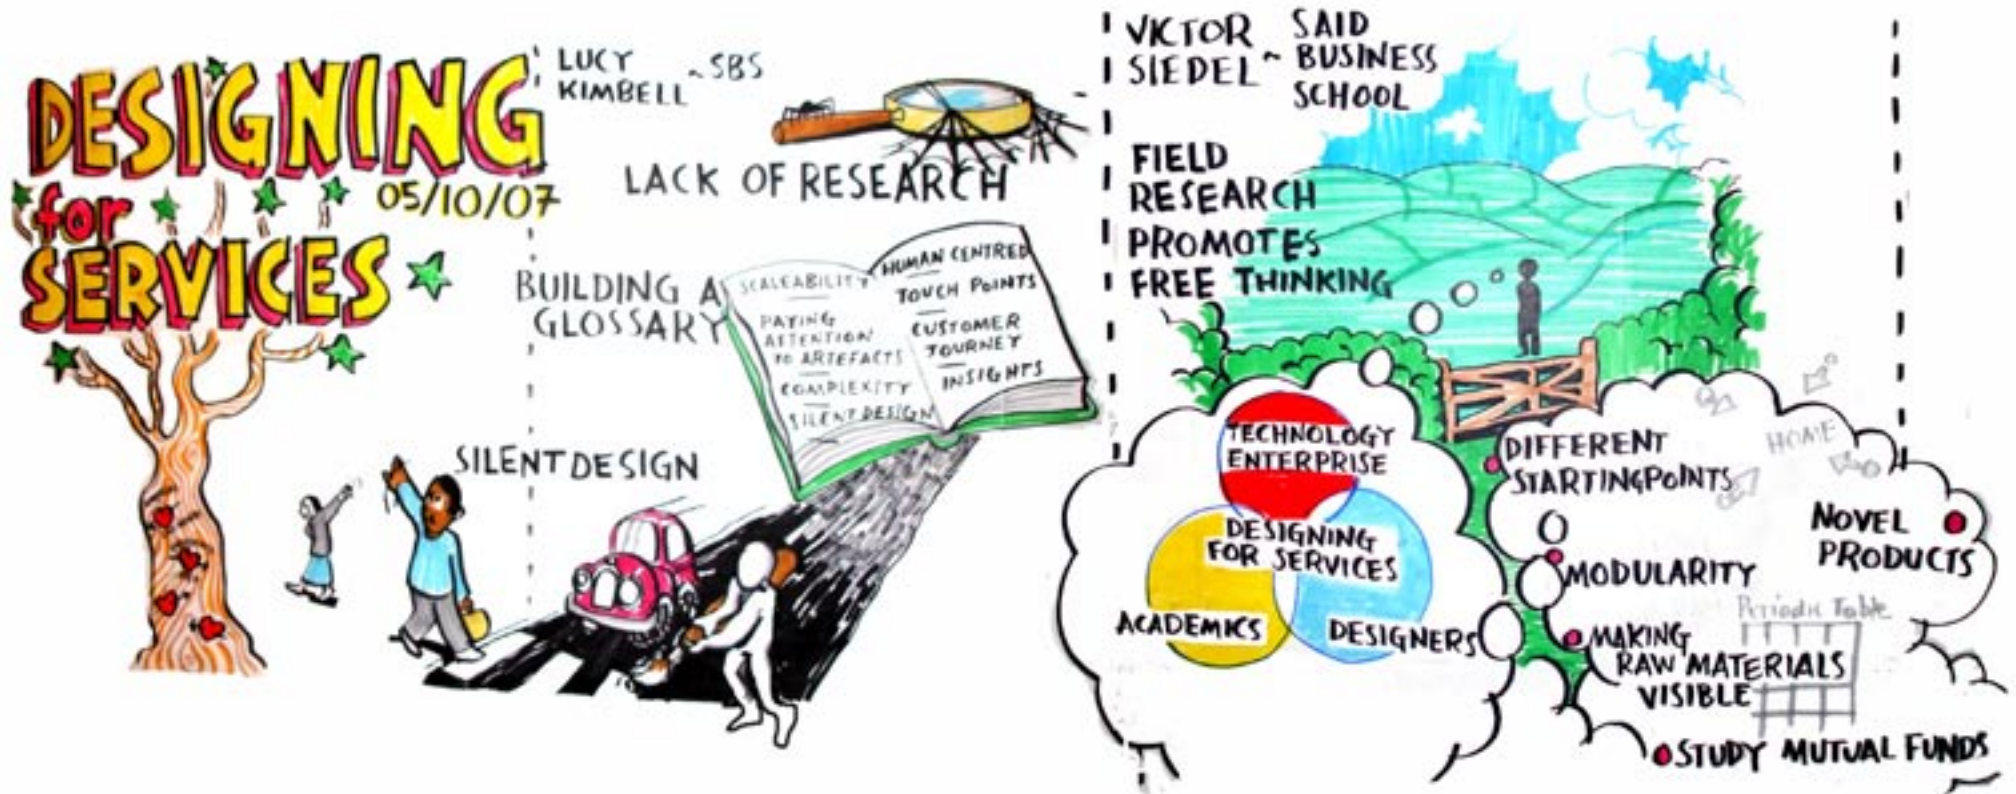 DESIGNING
for
SERVICES
05/10/07
LUCY
KIMBELL ~SBS
LACK OF RESEARCH
BUILDING A
GLOSSARY
SCALEABILITY
PAYING
ATTENTION
TO ARTEFACTS
COMPLEXITY
SILENT DESIGN
HUMAN CENTRED
TOUCH POINTS
CUSTOMER
JOURNEY
INSIGHTS
SILENT DESIGN
VICTOR
SIEDEL ~
SAID
BUSINESS
SCHOOL
FIELD
RESEARCH
PROMOTES
FREE THINKING
TECHNOLOGY
ENTERPRISE
DESIGNING
FOR SERVICES
ACADEMICS
DESIGNERS
DIFFERENT
STARTINGPOINTS
HOME
NOVEL
PRODUCTS
MODULARITY
Periodic Table
MAKING
RAW MATERIALS
VISIBLE
STUDY MUTUAL FUNDS